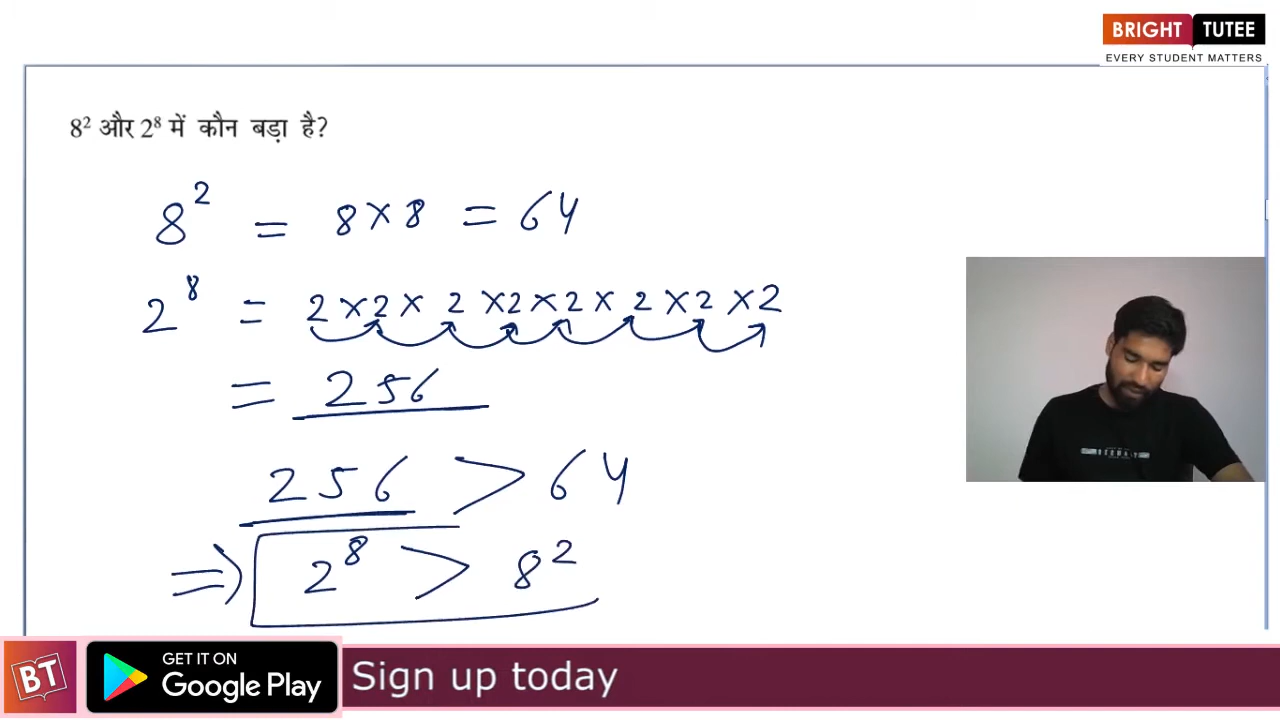 BRIGHT TUTEE
EVERY STUDENT MATTERS
8² और 2⁸ में कौन बड़ा है?
8² = 8 × 8 = 64
2⁸ = 2 × 2 × 2 × 2 × 2 × 2 × 2 × 2
= 256
256 > 64
⇒ 2⁸ > 8²
BT
GET IT ON
Google Play
Sign up today